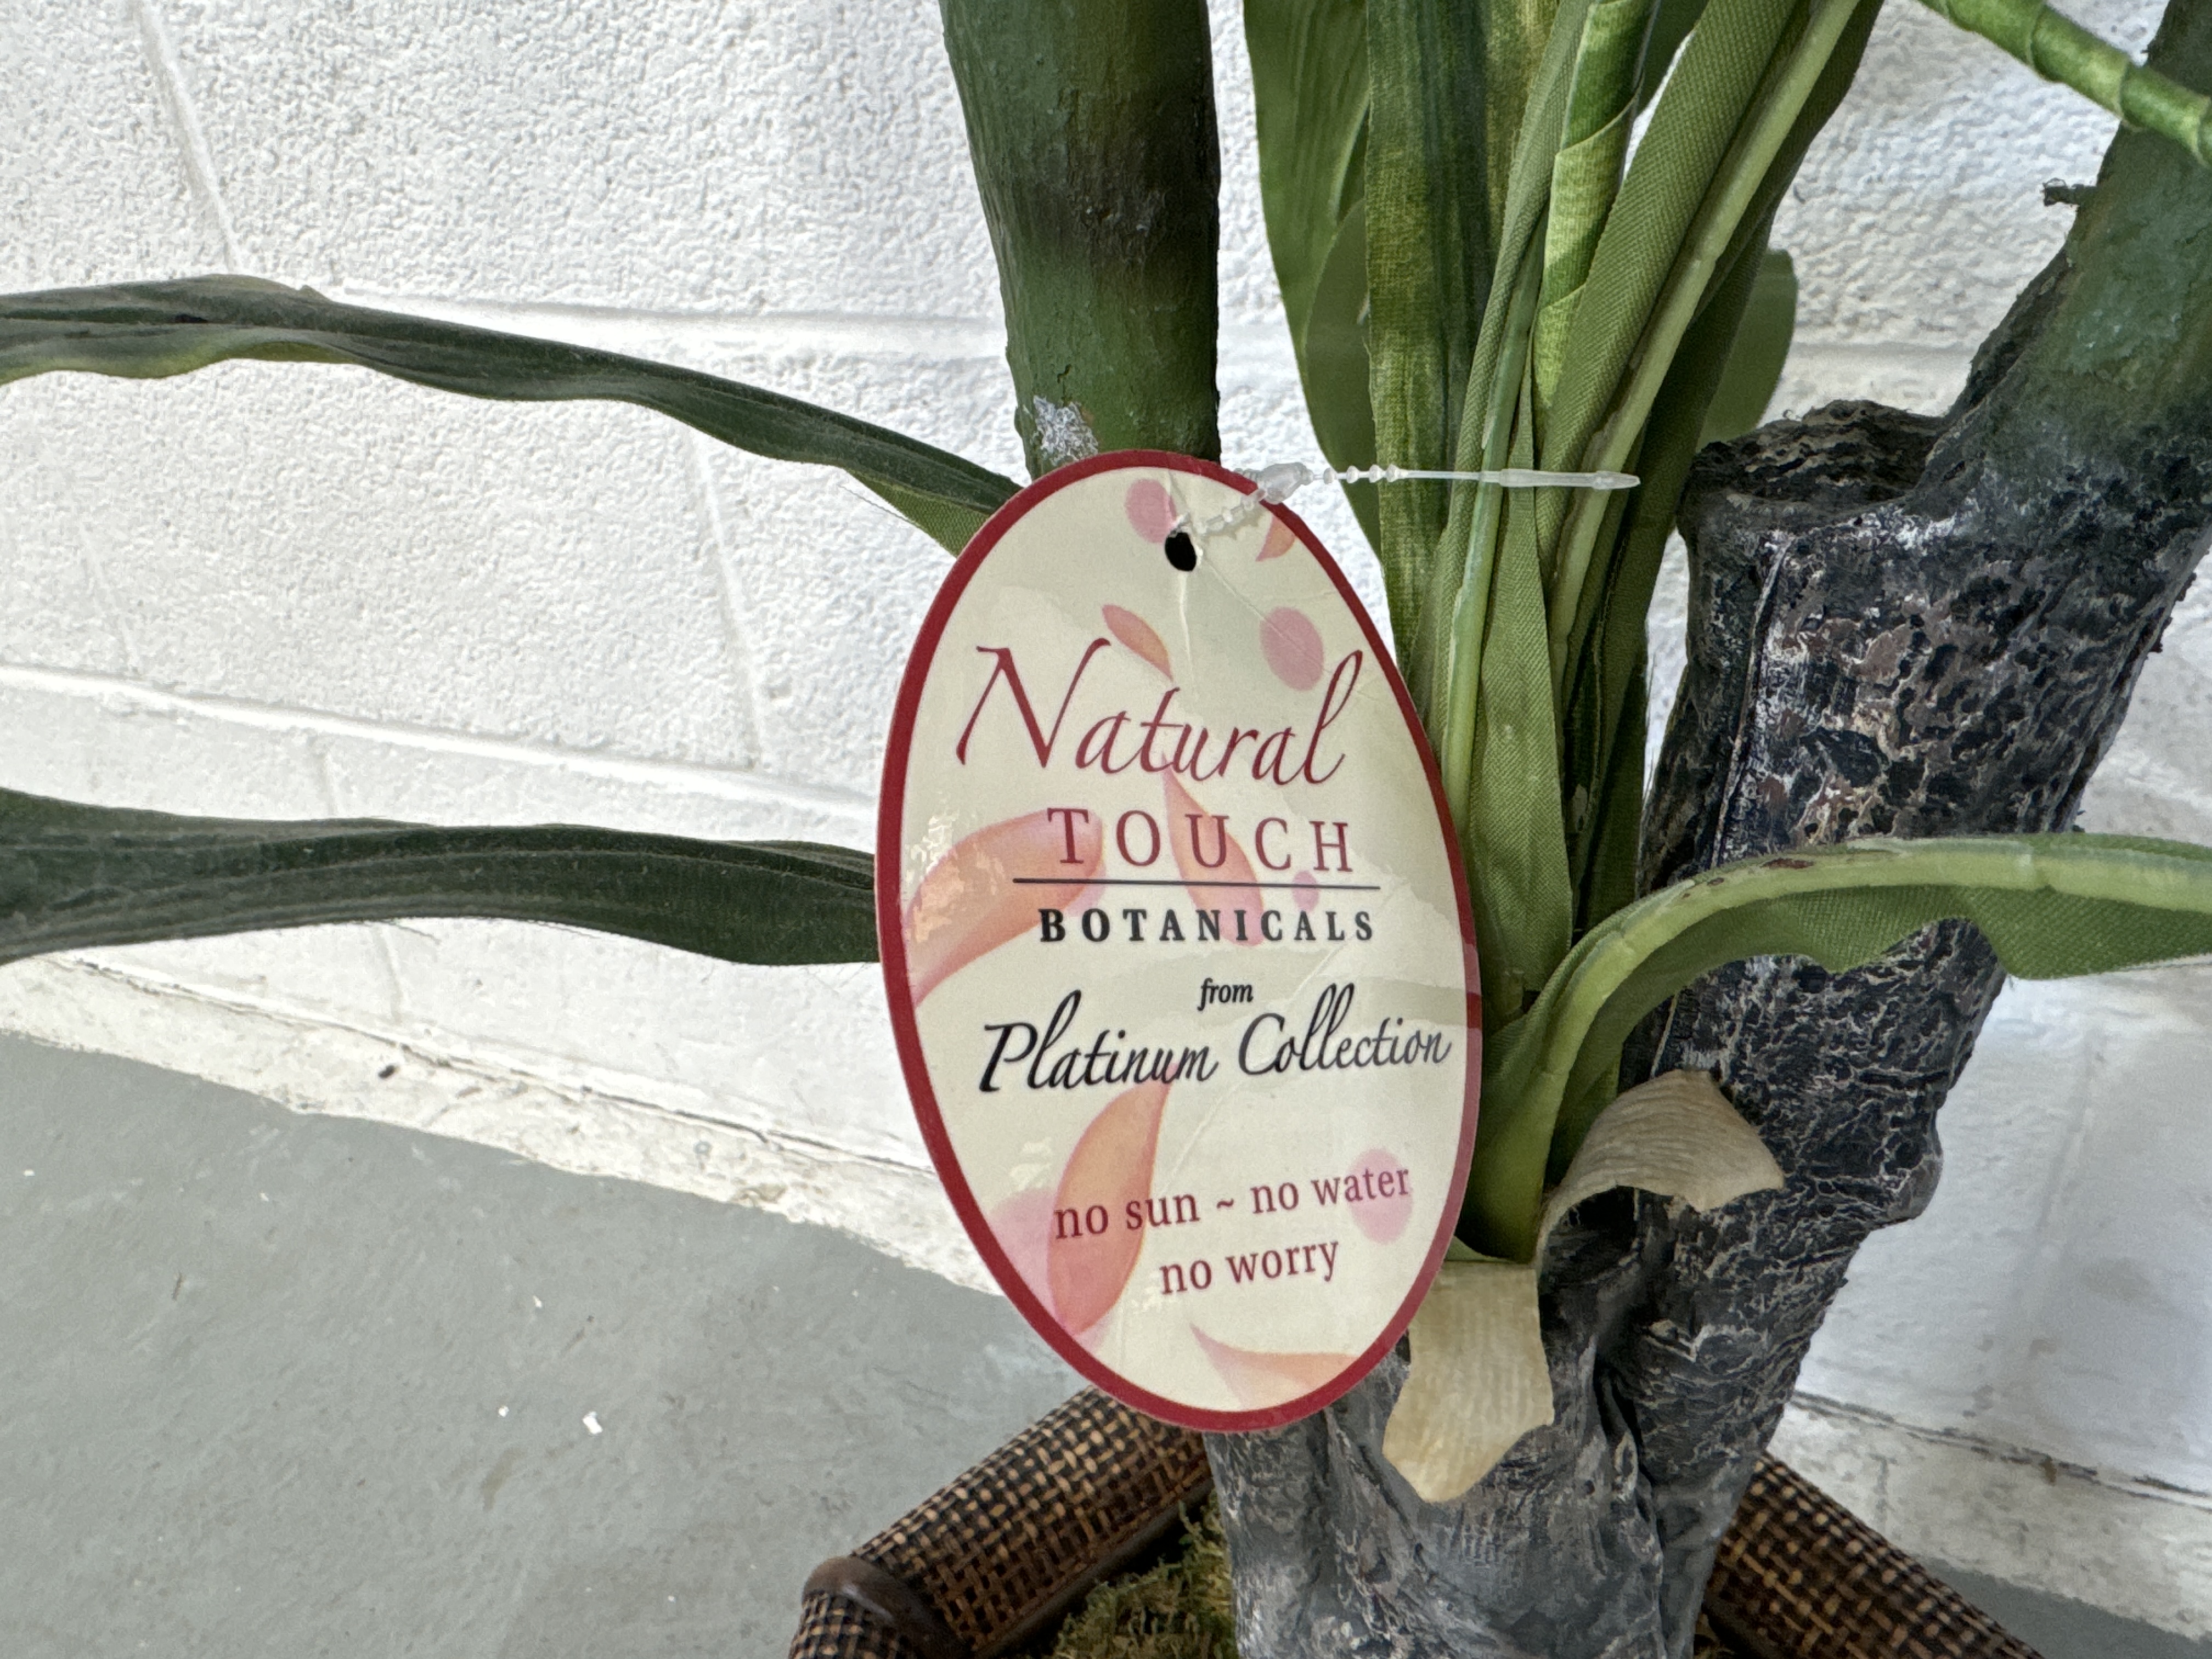 Natural
TOUCH
BOTANICALS
from
Platinum Collection
no sun ~ no water
no worry